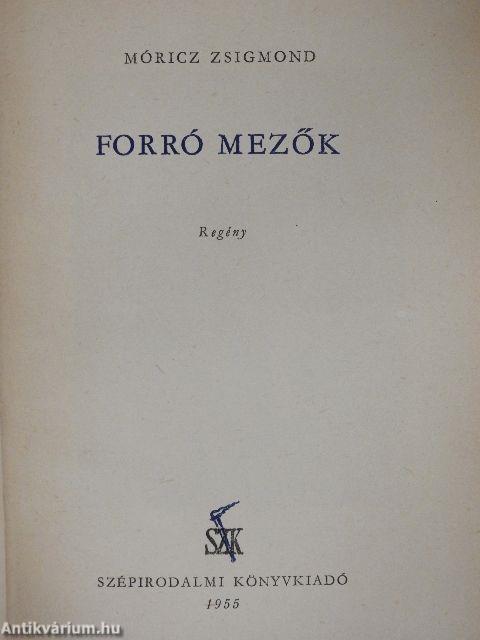 MÓRICZ ZSIGMOND
FORRÓ MEZŐK
Regény
SZK
SZÉPIRODALMI KÖNYVKIADÓ
1955
Antikvárium.hu